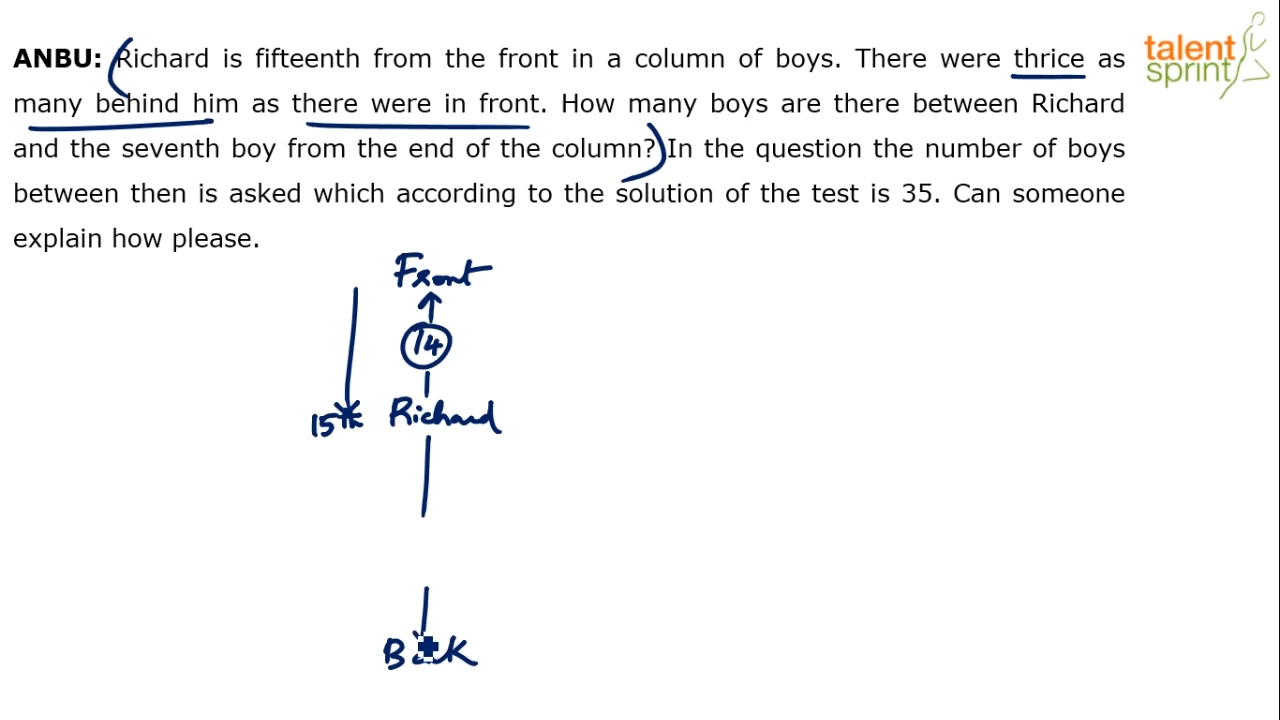 ANBU: Richard is fifteenth from the front in a column of boys. There were thrice as
many behind him as there were in front. How many boys are there between Richard
and the seventh boy from the end of the column? In the question the number of boys
between then is asked which according to the solution of the test is 35. Can someone
explain how please.
talent
sprint
Front
14
15th Richard
Back